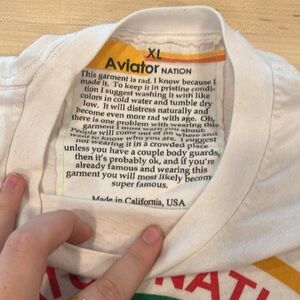 XL
Aviator NATION
This garment is rad. I know because I
made it. To keep it in pristine condi-
tion I suggest washing it with like
colors in cold water and tumble dry
low. It will distress naturally and
become even more rad with age. Oh,
there is one problem with wearing this
garment I must warn you about:
People will come out of no where and
want to know who you are. I suggest
not wearing it in a crowded place
unless you have a couple body guards,
then it's probably ok, and if you're
already famous and wearing this
garment you will most likely becom
super famous.
Made in California, USA
NATI